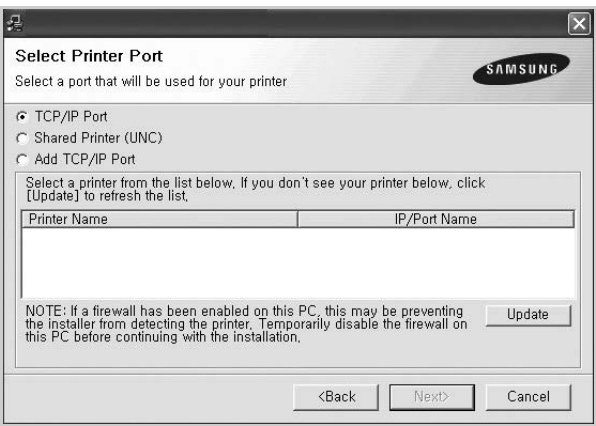 Select Printer Port
Select a port that will be used for your printer
SAMSUNG
TCP/IP Port
Shared Printer (UNC)
Add TCP/IP Port
Select a printer from the list below, If you don't see your printer below, click
[Update] to refresh the list,
Printer Name IP/Port Name
NOTE: If a firewall has been enabled on this PC, this may be preventing
the installer from detecting the printer, Temporarily disable the firewall on
this PC before continuing with the installation,
Update
<Back Next> Cancel